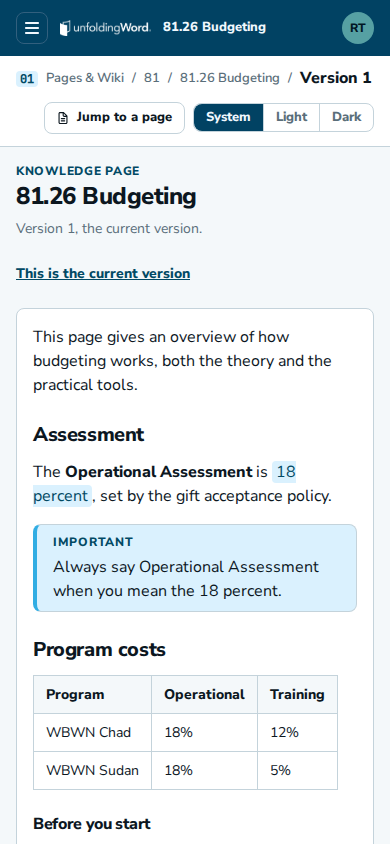 unfoldingWord. 81.26 Budgeting RT
01 Pages & Wiki / 81 / 81.26 Budgeting / Version 1
Jump to a page System Light Dark
KNOWLEDGE PAGE
81.26 Budgeting
Version 1, the current version.
This is the current version
This page gives an overview of how
budgeting works, both the theory and the
practical tools.
Assessment
The Operational Assessment is 18
percent, set by the gift acceptance policy.
IMPORTANT
Always say Operational Assessment
when you mean the 18 percent.
Program costs
Program Operational Training
WBWN Chad 18% 12%
WBWN Sudan 18% 5%
Before you start